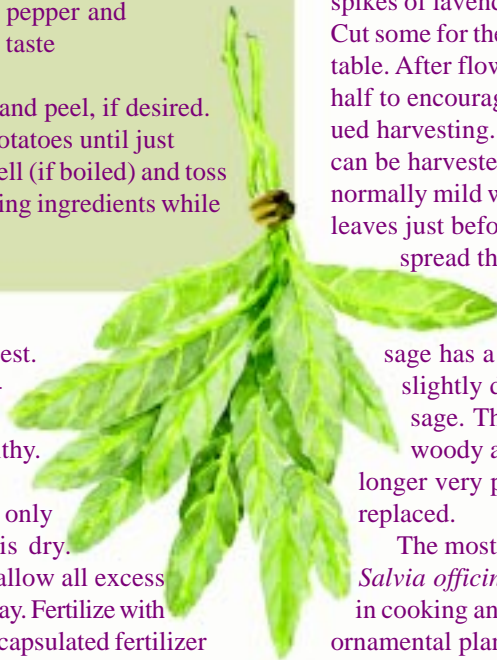 pepper and
taste
and peel, if desired.
otatoes until just
ell (if boiled) and toss
ing ingredients while
est.
-
thy.
only
is dry.
allow all excess
ay. Fertilize with
capsulated fertilizer
spikes of lavend
Cut some for the
table. After flow
half to encourag
ued harvesting.
can be harveste
normally mild w
leaves just befo
spread th
sage has a
slightly d
sage. Th
woody a
longer very p
replaced.
The most
Salvia officin
in cooking an
ornamental plan